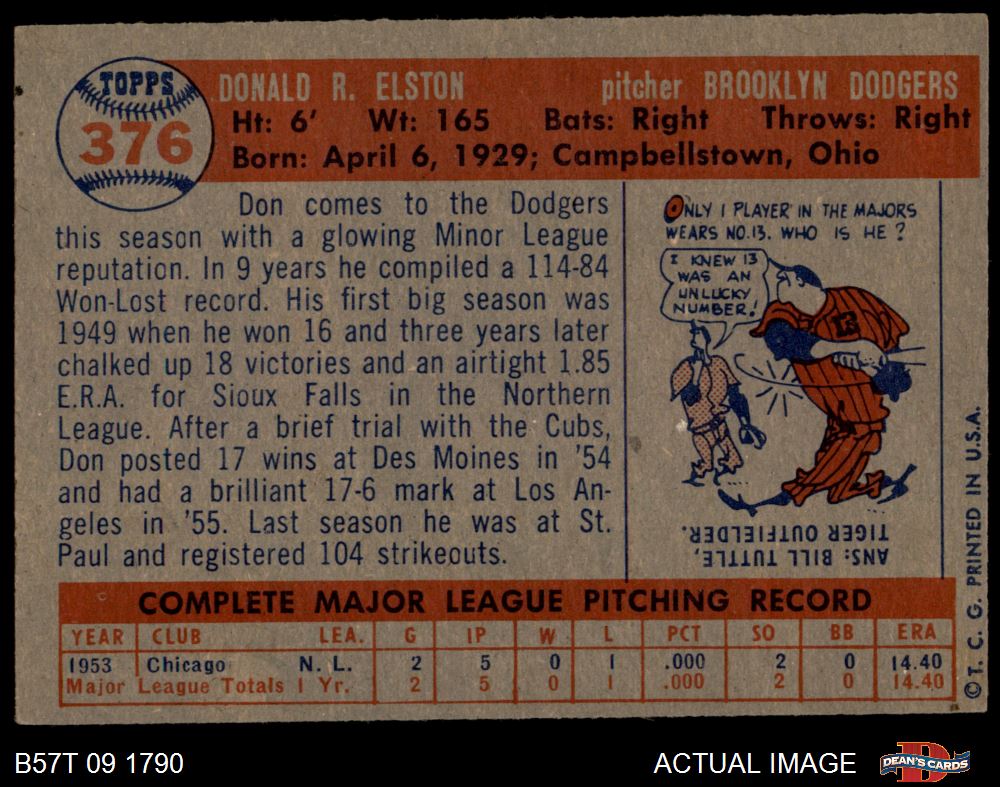 TOPPS
376
DONALD R. ELSTON pitcher BROOKLYN DODGERS
Ht: 6' Wt: 165 Bats: Right Throws: Right
Born: April 6, 1929; Campbellstown, Ohio
Don comes to the Dodgers
this season with a glowing Minor League
reputation. In 9 years he compiled a 114-84
Won-Lost record. His first big season was
1949 when he won 16 and three years later
chalked up 18 victories and an airtight 1.85
E.R.A. for Sioux Falls in the Northern
League. After a brief trial with the Cubs,
Don posted 17 wins at Des Moines in '54
and had a brilliant 17-6 mark at Los An-
geles in '55. Last season he was at St.
Paul and registered 104 strikeouts.
ONLY 1 PLAYER IN THE MAJORS
WEARS NO. 13. WHO IS HE?
I KNEW 13
WAS AN
UNLUCKY
NUMBER!
13
ANS: BILL TUTTLE,
TIGER OUTFIELDER.
COMPLETE MAJOR LEAGUE PITCHING RECORD
YEAR CLUB LEA. G IP W L PCT SO BB ERA
1953 Chicago N. L. 2 5 0 1 .000 2 0 14.40
Major League Totals 1 Yr. 2 5 0 1 .000 2 0 14.40
© T. C. G. PRINTED IN U.S.A.
B57T 09 1790 ACTUAL IMAGE
DEAN'S CARDS